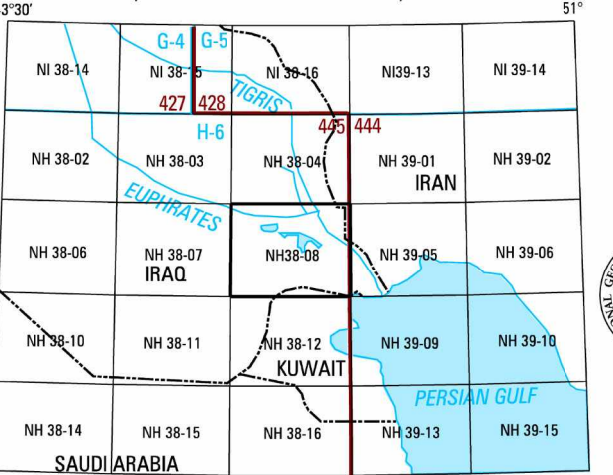 3°30'
51°
G-4 G-5
NI 38-14 NI 38-15 NI 38-16 NI39-13 NI 39-14
427 428 TIGRIS
H-6 445 444
NH 38-02 NH 38-03 NH 38-04 NH 39-01 NH 39-02
IRAN
EUPHRATES
NH 38-06 NH 38-07 NH38-08 NH 39-05 NH 39-06
IRAQ
NH 38-10 NH 38-11 NH 38-12 NH 39-09 NH 39-10
KUWAIT
PERSIAN GULF
NH 38-14 NH 38-15 NH 38-16 NH 39-13 NH 39-15
SAUDI ARABIA
ONAL GEO